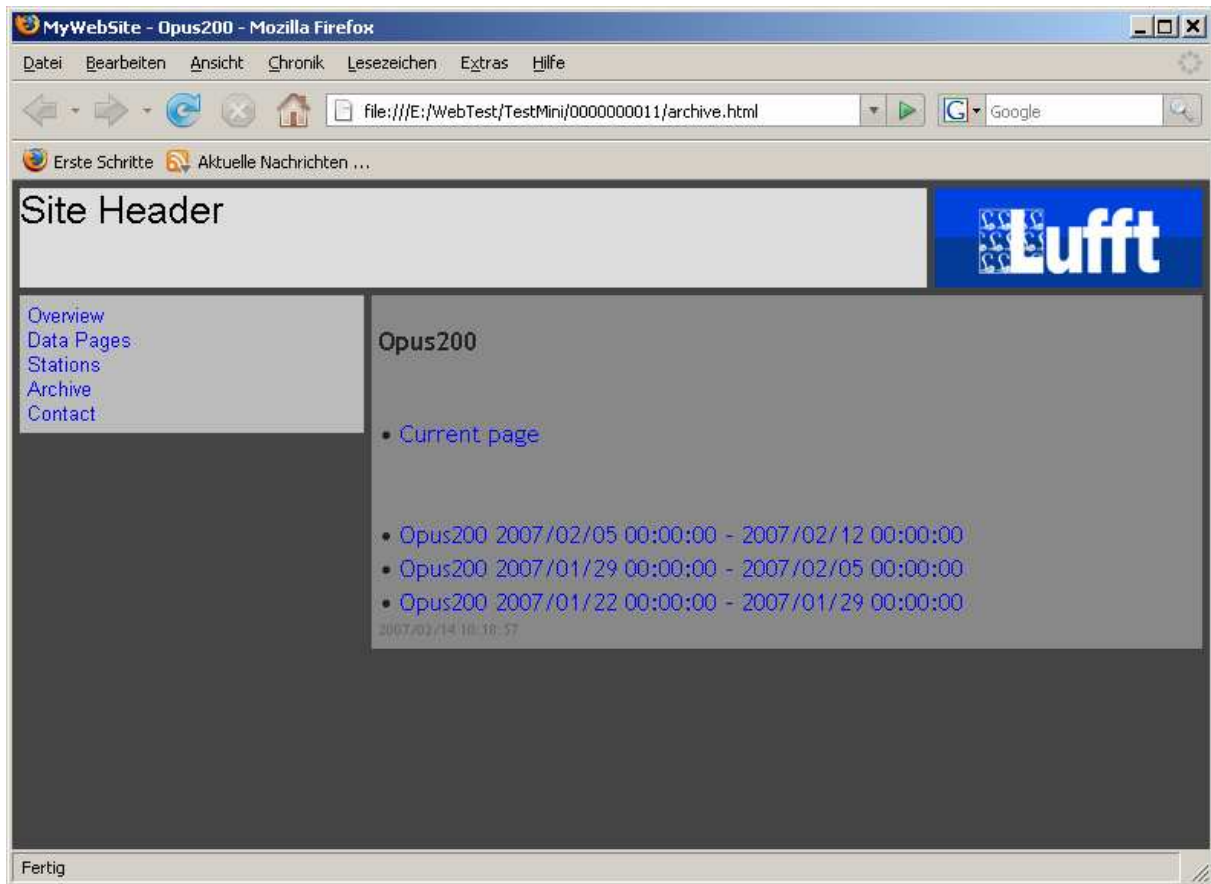 MyWebSite - Opus200 - Mozilla Firefox
Datei Bearbeiten Ansicht Chronik Lesezeichen Extras Hilfe
file:///E:/WebTest/TestMini/0000000011/archive.html
G Google
Erste Schritte Aktuelle Nachrichten ...
Site Header
Lufft
Overview
Data Pages
Stations
Archive
Contact
Opus200
• Current page
• Opus200 2007/02/05 00:00:00 - 2007/02/12 00:00:00
• Opus200 2007/01/29 00:00:00 - 2007/02/05 00:00:00
• Opus200 2007/01/22 00:00:00 - 2007/01/29 00:00:00
2007/02/14 10:18:57
Fertig